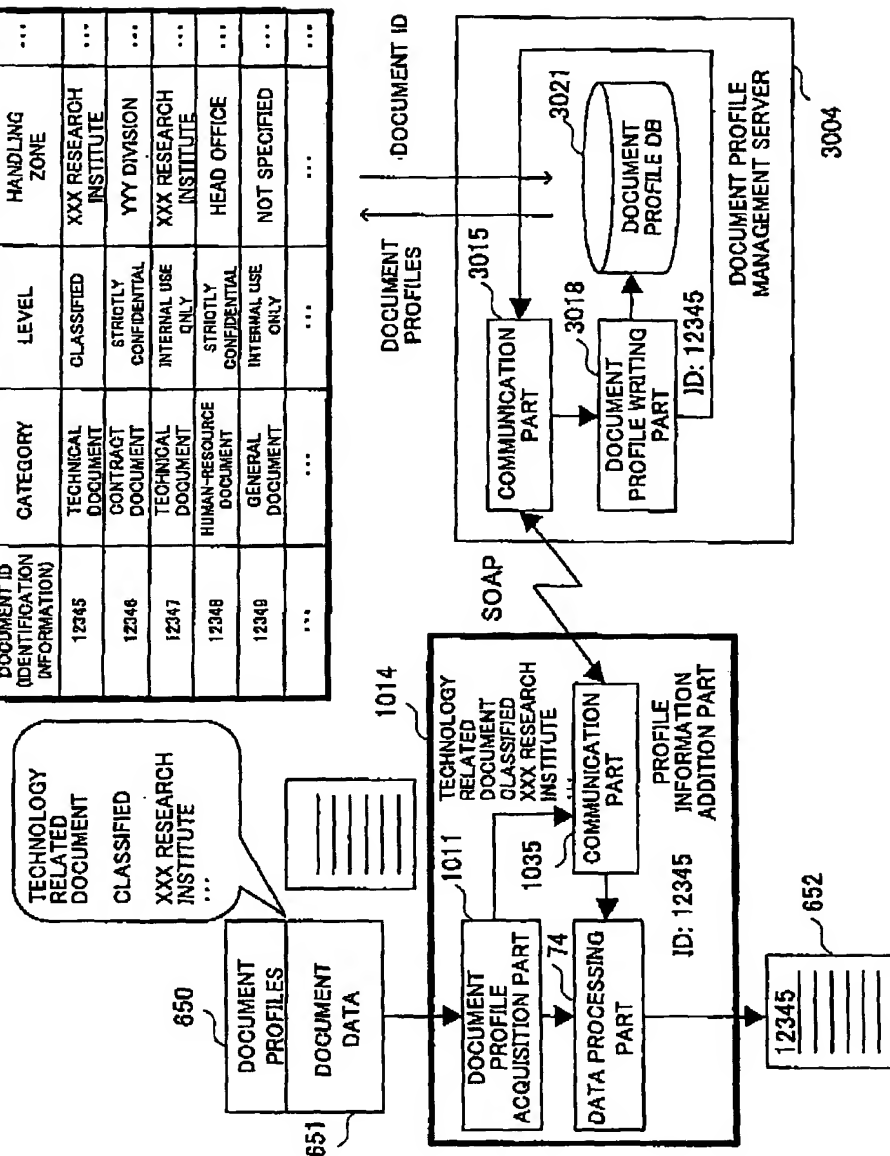 DOCUMENT ID
(IDENTIFICATION
INFORMATION)
CATEGORY
LEVEL
HANDLING
ZONE
...
12345
TECHNICAL
DOCUMENT
CLASSIFIED
XXX RESEARCH
INSTITUTE
...
12346
CONTRACT
DOCUMENT
STRICTLY
CONFIDENTIAL
YYY DIVISION
...
12347
TECHNICAL
DOCUMENT
INTERNAL USE
ONLY
XXX RESEARCH
INSTITUTE
...
12348
HUMAN-RESOURCE
DOCUMENT
STRICTLY
CONFIDENTIAL
HEAD OFFICE
...
12349
GENERAL
DOCUMENT
INTERNAL USE
ONLY
NOT SPECIFIED
...
...
...
...
...
...
TECHNOLOGY
RELATED
DOCUMENT
CLASSIFIED
XXX RESEARCH
INSTITUTE
...
650
DOCUMENT
PROFILES
DOCUMENT
DATA
651
1014
1011
DOCUMENT
PROFILE
ACQUISITION PART
TECHNOLOGY
RELATED
DOCUMENT
CLASSIFIED
XXX RESEARCH
INSTITUTE
...
74
DATA PROCESSING
PART
1035
COMMUNICATION
PART
ID: 12345
PROFILE
INFORMATION
ADDITION PART
652
12345
SOAP
DOCUMENT
PROFILES
DOCUMENT ID
3015
COMMUNICATION
PART
3018
DOCUMENT
PROFILE WRITING
PART
ID: 12345
3021
DOCUMENT
PROFILE DB
DOCUMENT PROFILE
MANAGEMENT SERVER
3004